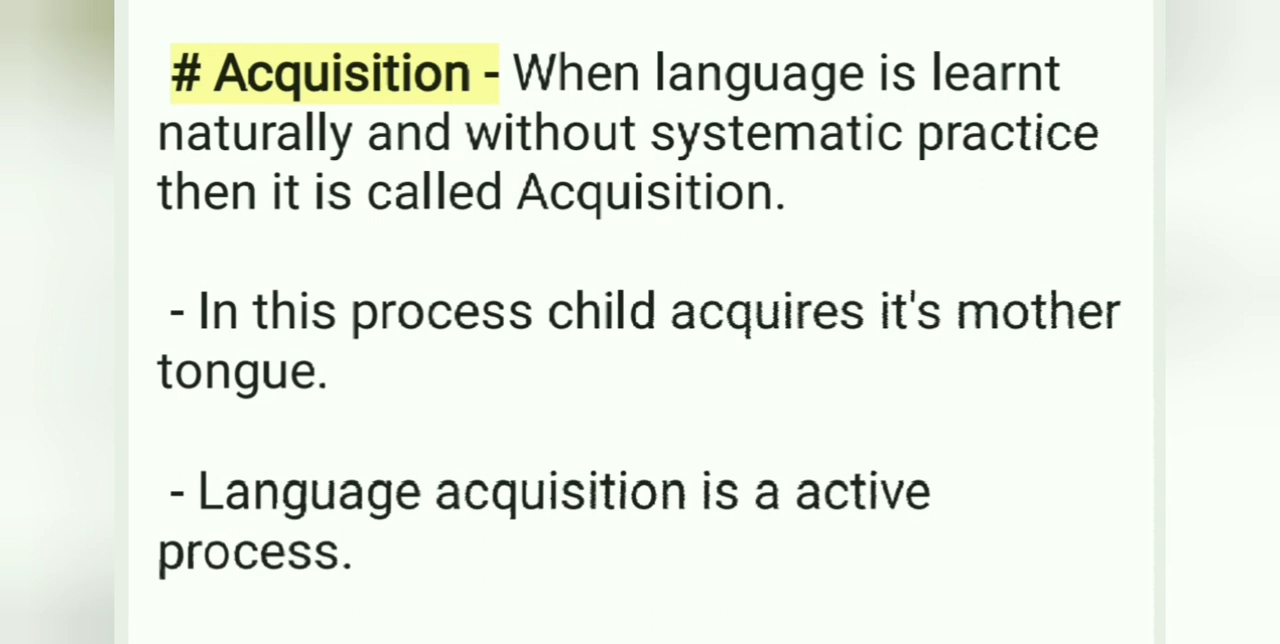 # Acquisition - When language is learnt
naturally and without systematic practice
then it is called Acquisition.
- In this process child acquires it's mother
tongue.
- Language acquisition is a active
process.